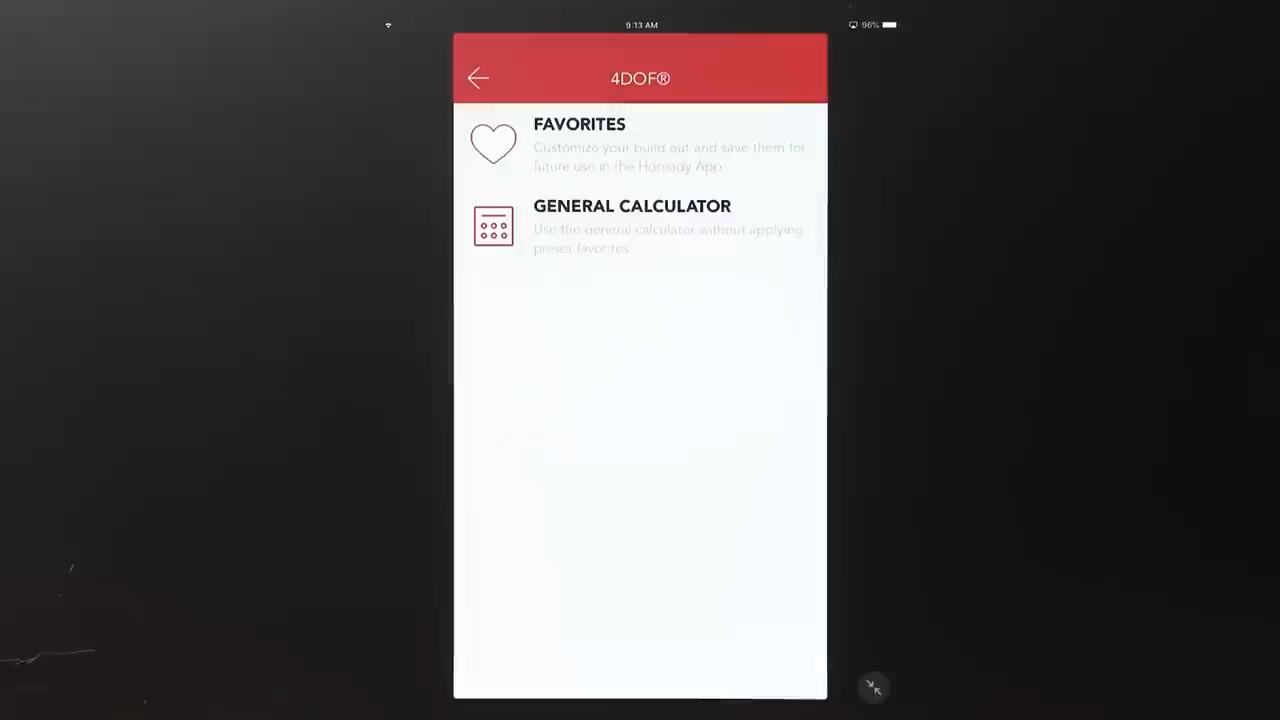 9:13 AM
96%
4DOF®
FAVORITES
Customize your build out and save them for
future use in the Hornady App.
GENERAL CALCULATOR
Use the general calculator without applying
preset favorites.